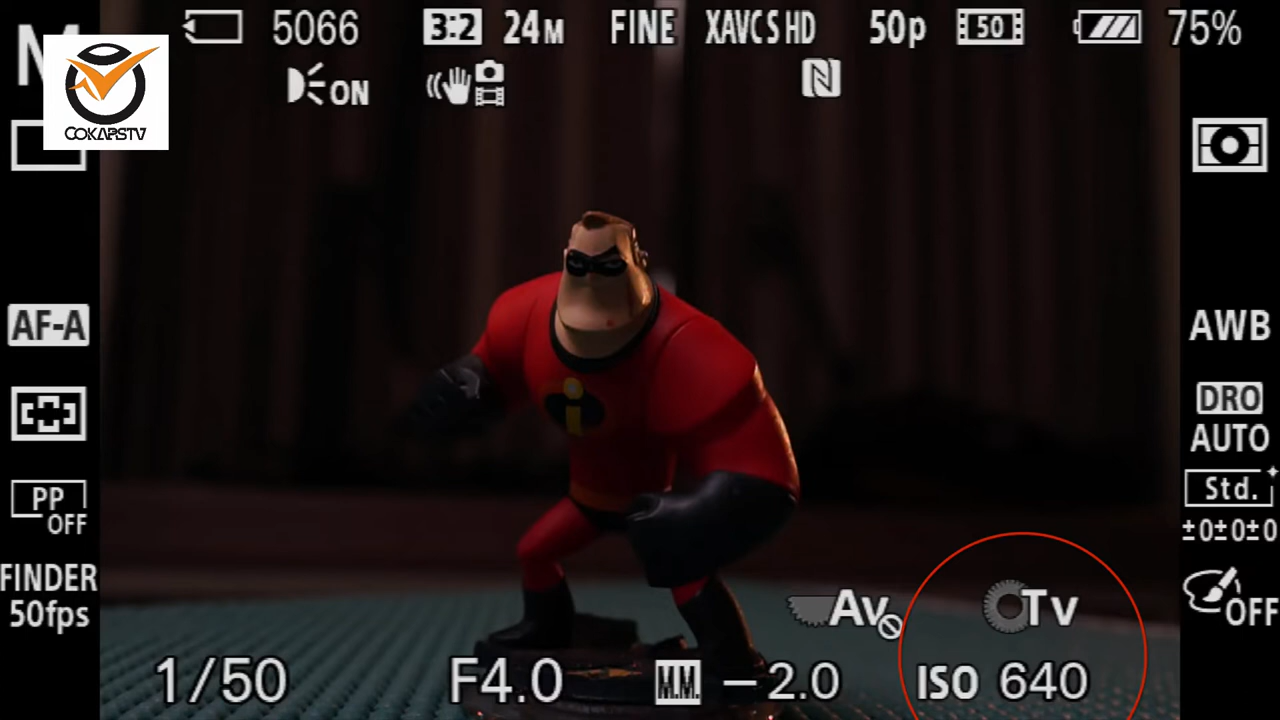 M 5066 3:2 24M FINE XAVC S HD 50p 50 75%
COKAPSTV
ON
AF-A
AWB
DRO
AUTO
PP
OFF
Std.
±0±0±0
FINDER
50fps
OFF
i
Av Tv
1/50 F4.0 M.M. −2.0 ISO 640